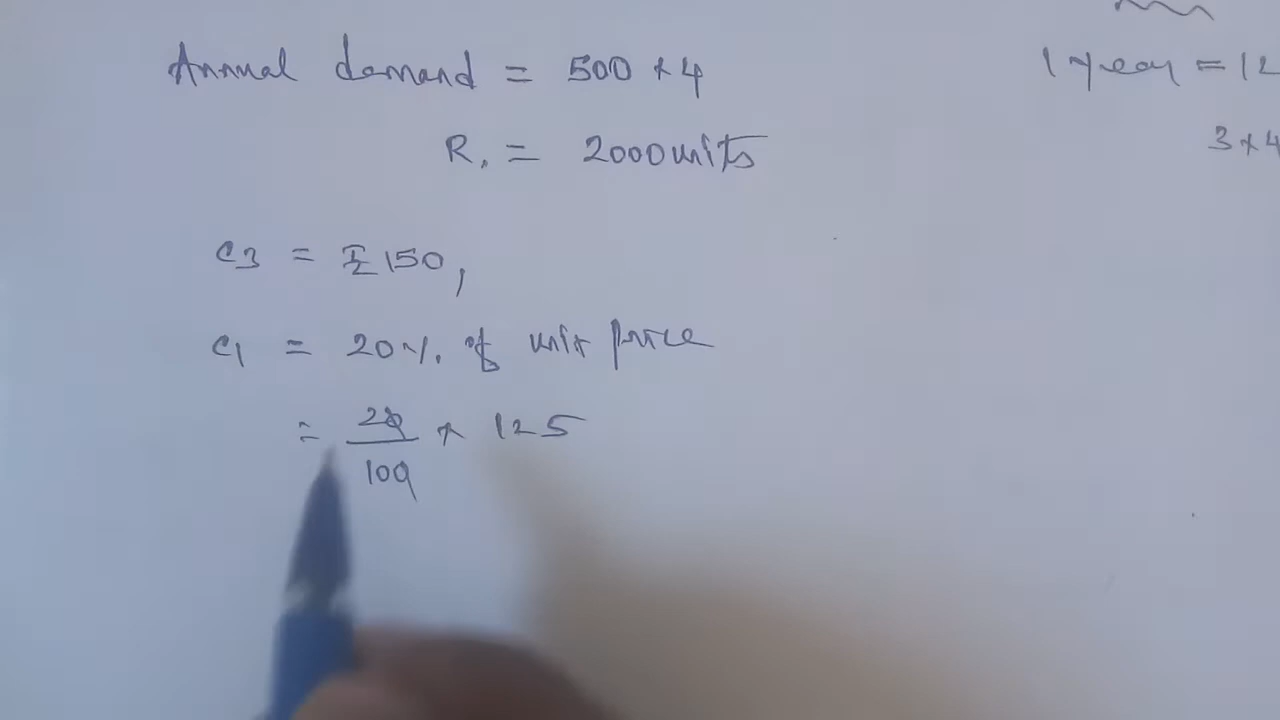 Annual demand = 500 × 4
1 year = 12
R. = 2000 units
3 × 4
C3 = ₹ 150,
C1 = 20 %. of unit price
= 20/100 × 125